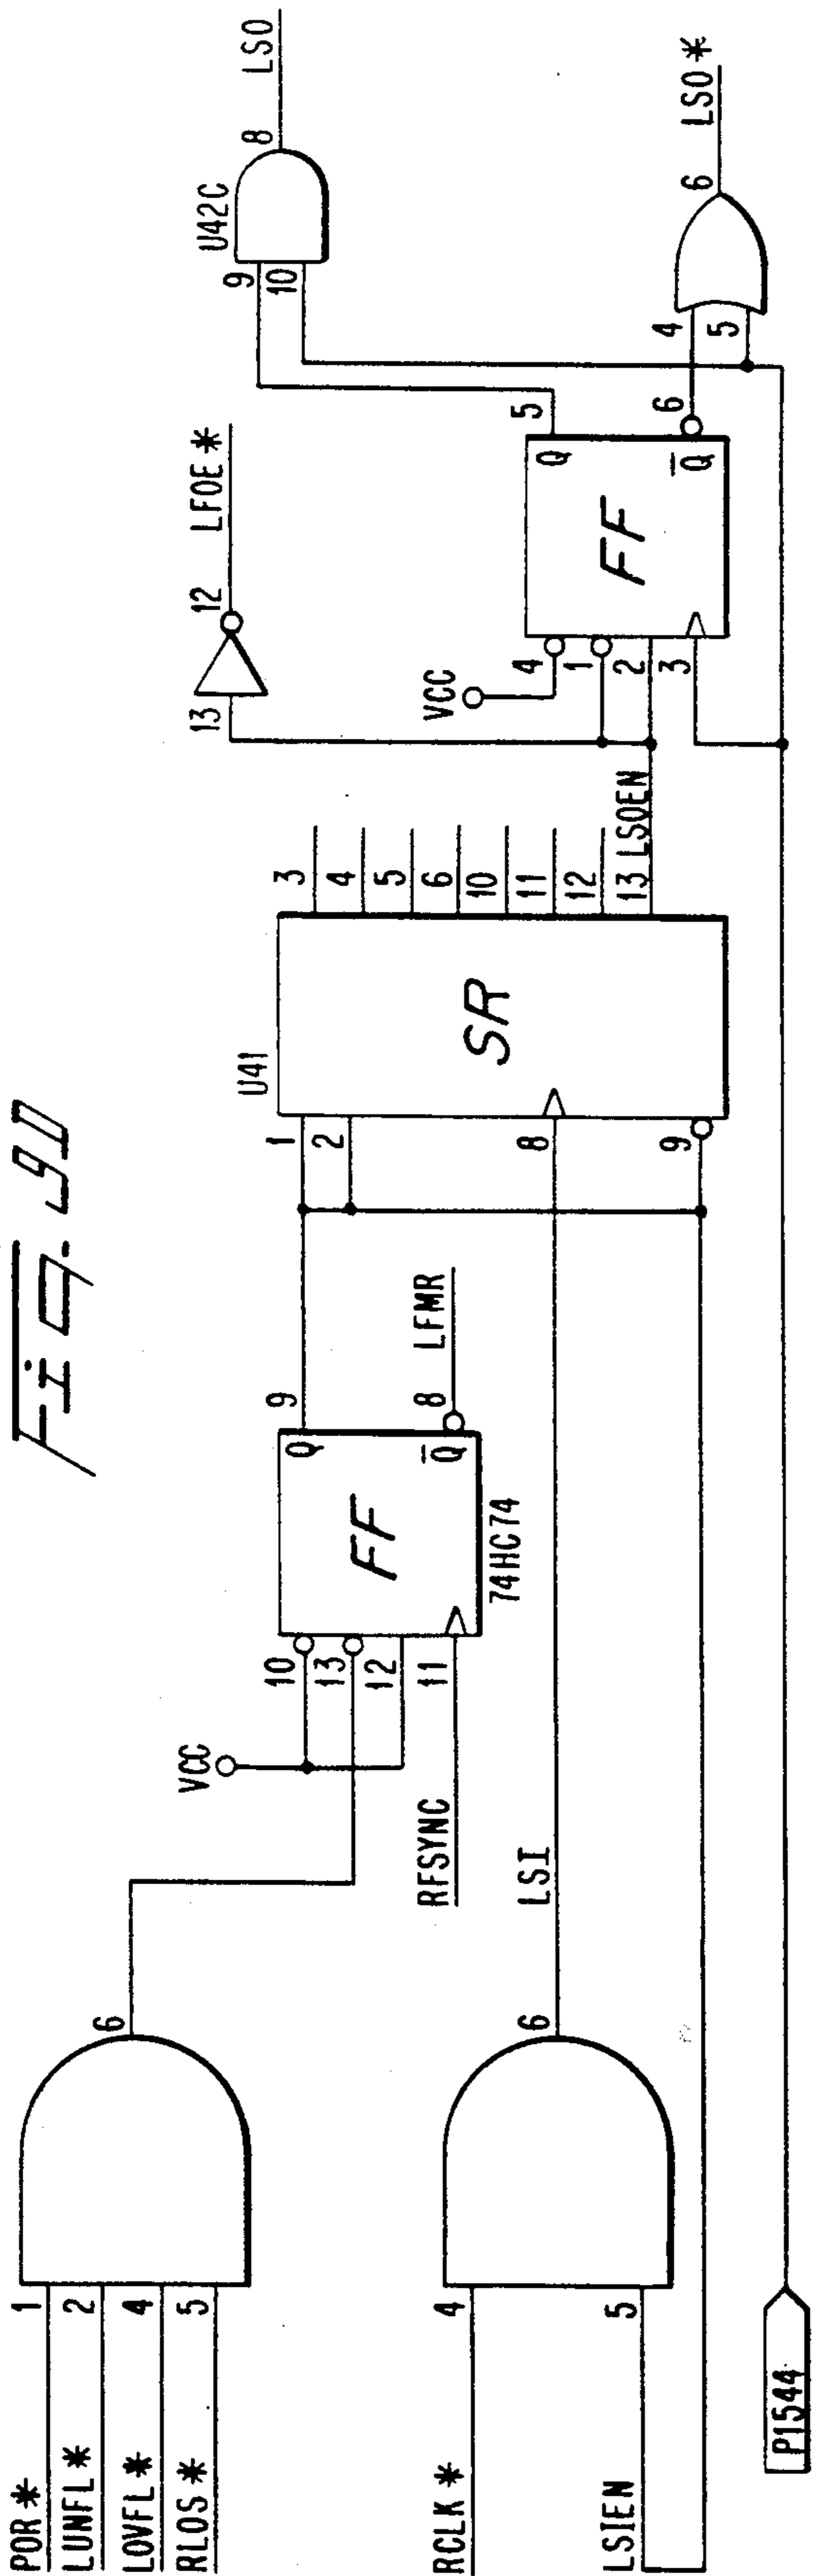 Fig. 9D
POR*
1
LUNFL*
2
LOVFL*
4
RLOS*
5
6
VCC
10
13
12
RFSYNC
11
FF
Q
9
Q̅
8
LFMR
74HC74
RCLK*
4
LSIEN
5
6
LSI
U41
1
2
8
9
SR
3
4
5
6
10
11
12
13 LSOEN
13
12
LFOE*
VCC
4
1
2
3
FF
Q
5
Q̅
6
U42C
9
10
8
LSO
4
5
6
LSO*
P1544